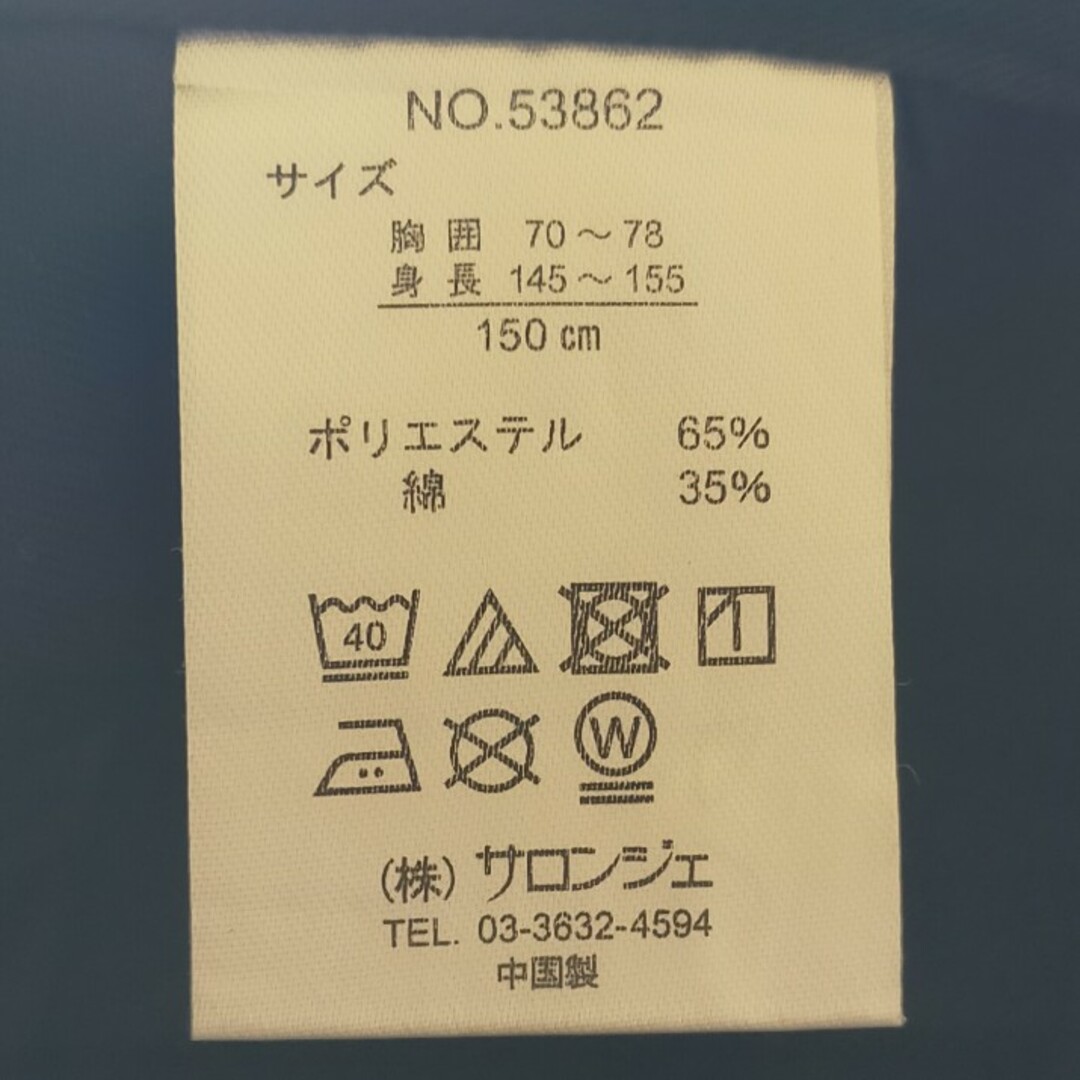 NO.53862
サイズ
胸囲 70～78
身長 145～155
150 cm
ポリエステル 65%
綿 35%
40
W
(株) サロンジェ
TEL. 03-3632-4594
中国製